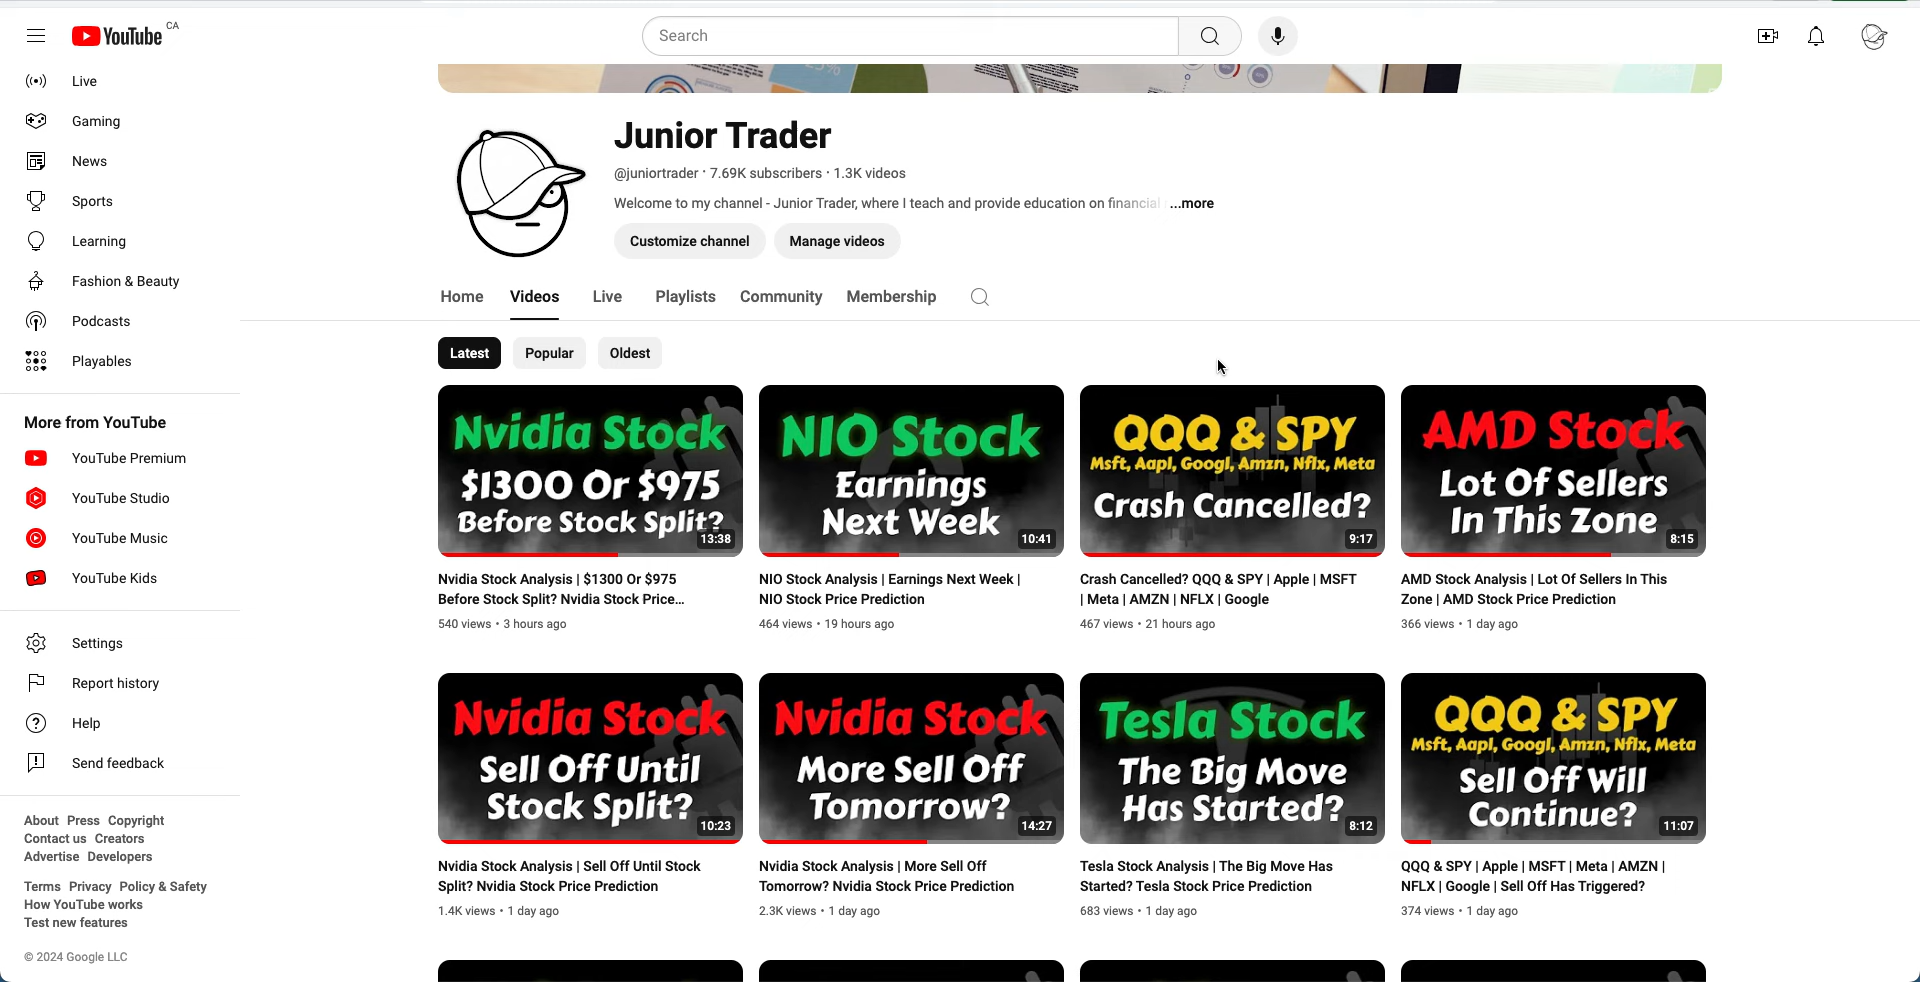 YouTube CA
Search
Live
Gaming
News
Sports
Learning
Fashion & Beauty
Podcasts
Playables
More from YouTube
YouTube Premium
YouTube Studio
YouTube Music
YouTube Kids
Settings
Report history
Help
Send feedback
About Press Copyright
Contact us Creators
Advertise Developers
Terms Privacy Policy & Safety
How YouTube works
Test new features
© 2024 Google LLC
Junior Trader
@juniortrader · 7.69K subscribers · 1.3K videos
Welcome to my channel - Junior Trader, where I teach and provide education on financial ...more
Customize channel Manage videos
Home Videos Live Playlists Community Membership
Latest Popular Oldest
Nvidia Stock
$1300 Or $975
Before Stock Split?
13:38
Nvidia Stock Analysis | $1300 Or $975
Before Stock Split? Nvidia Stock Price...
540 views • 3 hours ago
NIO Stock
Earnings
Next Week
10:41
NIO Stock Analysis | Earnings Next Week |
NIO Stock Price Prediction
464 views • 19 hours ago
QQQ & SPY
Msft, Aapl, Googl, Amzn, Nflx, Meta
Crash Cancelled?
9:17
Crash Cancelled? QQQ & SPY | Apple | MSFT
| Meta | AMZN | NFLX | Google
467 views • 21 hours ago
AMD Stock
Lot Of Sellers
In This Zone
8:15
AMD Stock Analysis | Lot Of Sellers In This
Zone | AMD Stock Price Prediction
366 views • 1 day ago
Nvidia Stock
Sell Off Until
Stock Split?
10:23
Nvidia Stock Analysis | Sell Off Until Stock
Split? Nvidia Stock Price Prediction
1.4K views • 1 day ago
Nvidia Stock
More Sell Off
Tomorrow?
14:27
Nvidia Stock Analysis | More Sell Off
Tomorrow? Nvidia Stock Price Prediction
2.3K views • 1 day ago
Tesla Stock
The Big Move
Has Started?
8:12
Tesla Stock Analysis | The Big Move Has
Started? Tesla Stock Price Prediction
683 views • 1 day ago
QQQ & SPY
Msft, Aapl, Googl, Amzn, Nflx, Meta
Sell Off Will
Continue?
11:07
QQQ & SPY | Apple | MSFT | Meta | AMZN |
NFLX | Google | Sell Off Has Triggered?
374 views • 1 day ago